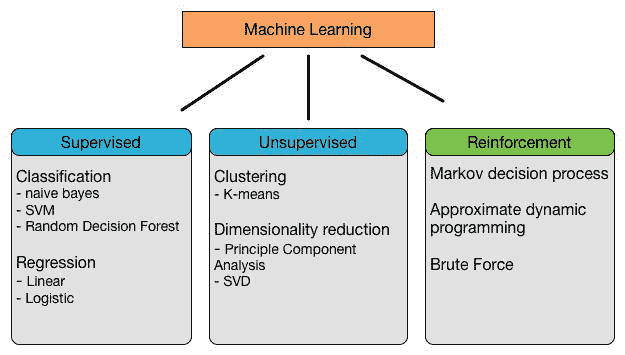 Machine Learning
Supervised
Classification
- naive bayes
- SVM
- Random Decision Forest
Regression
- Linear
- Logistic
Unsupervised
Clustering
- K-means
Dimensionality reduction
- Principle Component
Analysis
- SVD
Reinforcement
Markov decision process
Approximate dynamic
programming
Brute Force